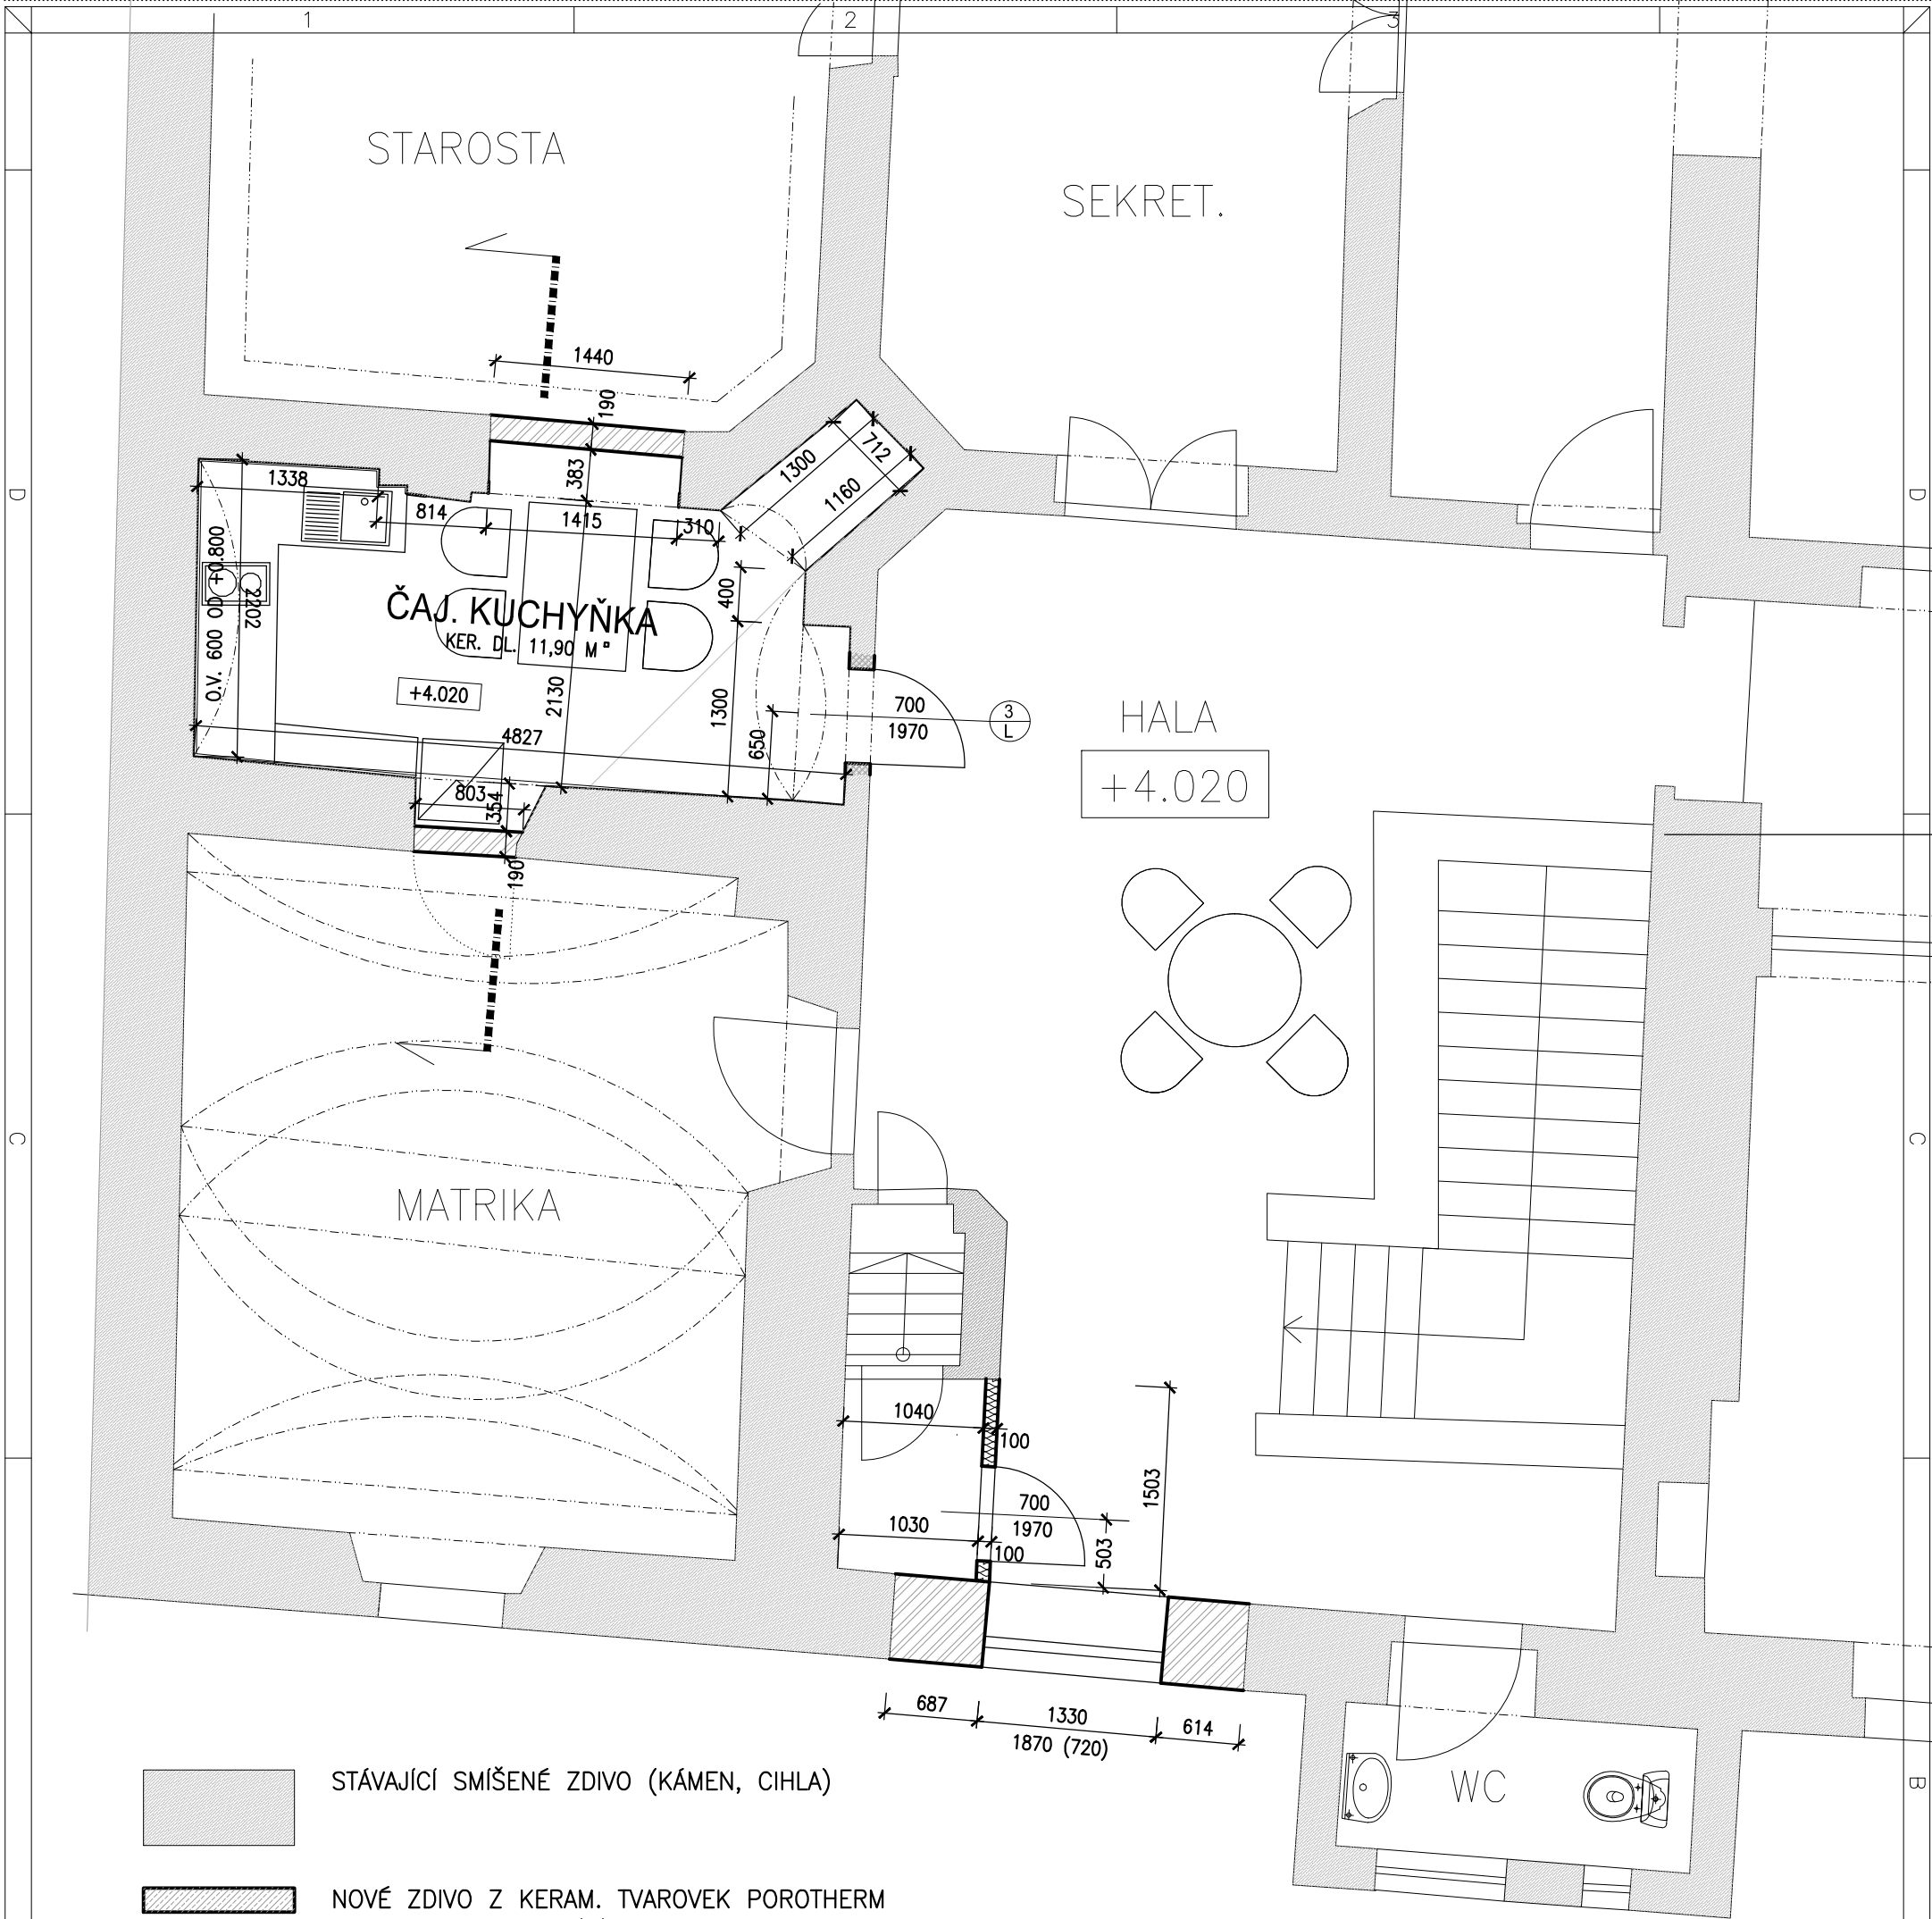 1
2
3
STAROSTA
SEKRET.
1440
190
383
1300
712
1160
1338
814
1415
310
D
D
O.V. 600 OD +0.800
2202
400
ČAJ. KUCHYŇKA
KER. DL. 11,90 M²
+4.020
2130
1300
650
700
1970
3
L
HALA
+4.020
4827
803
354
190
C
C
MATRIKA
1040
100
1503
700
1970
1030
100
503
687
1330
614
1870 (720)
WC
B
STÁVAJÍCÍ SMÍŠENÉ ZDIVO (KÁMEN, CIHLA)
NOVÉ ZDIVO Z KERAM. TVAROVEK POROTHERM